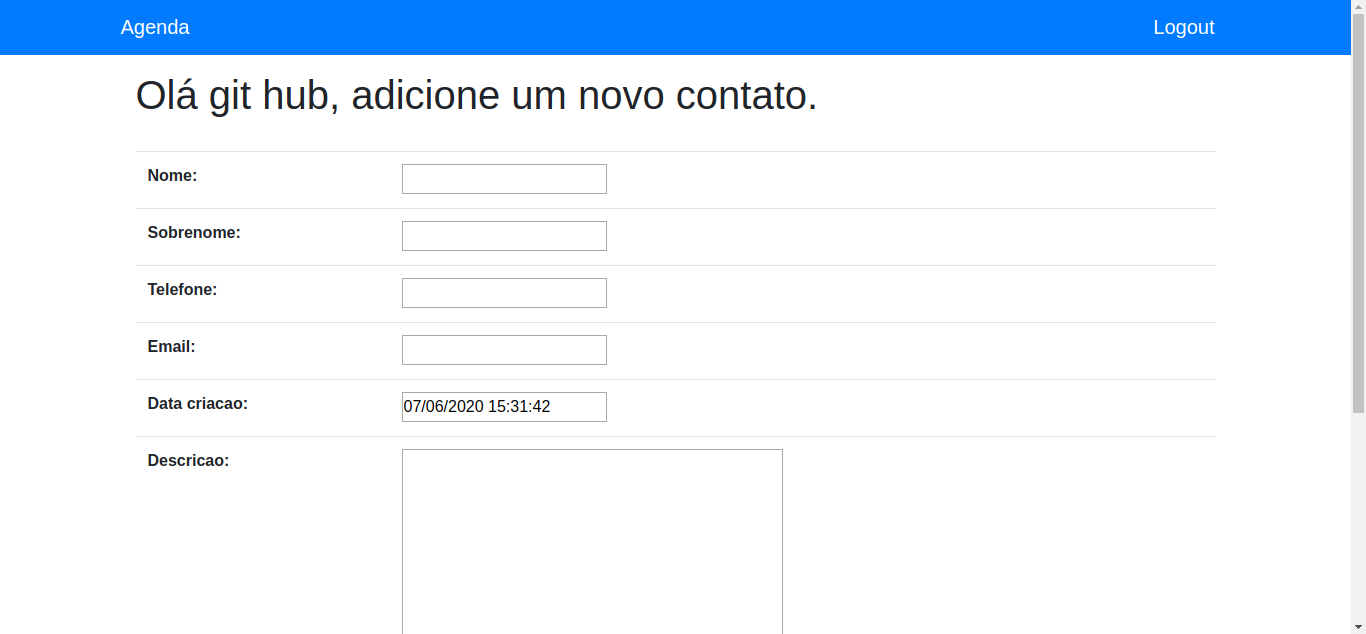 Agenda Logout
Olá git hub, adicione um novo contato.
Nome:
Sobrenome:
Telefone:
Email:
Data criacao: 07/06/2020 15:31:42
Descricao: